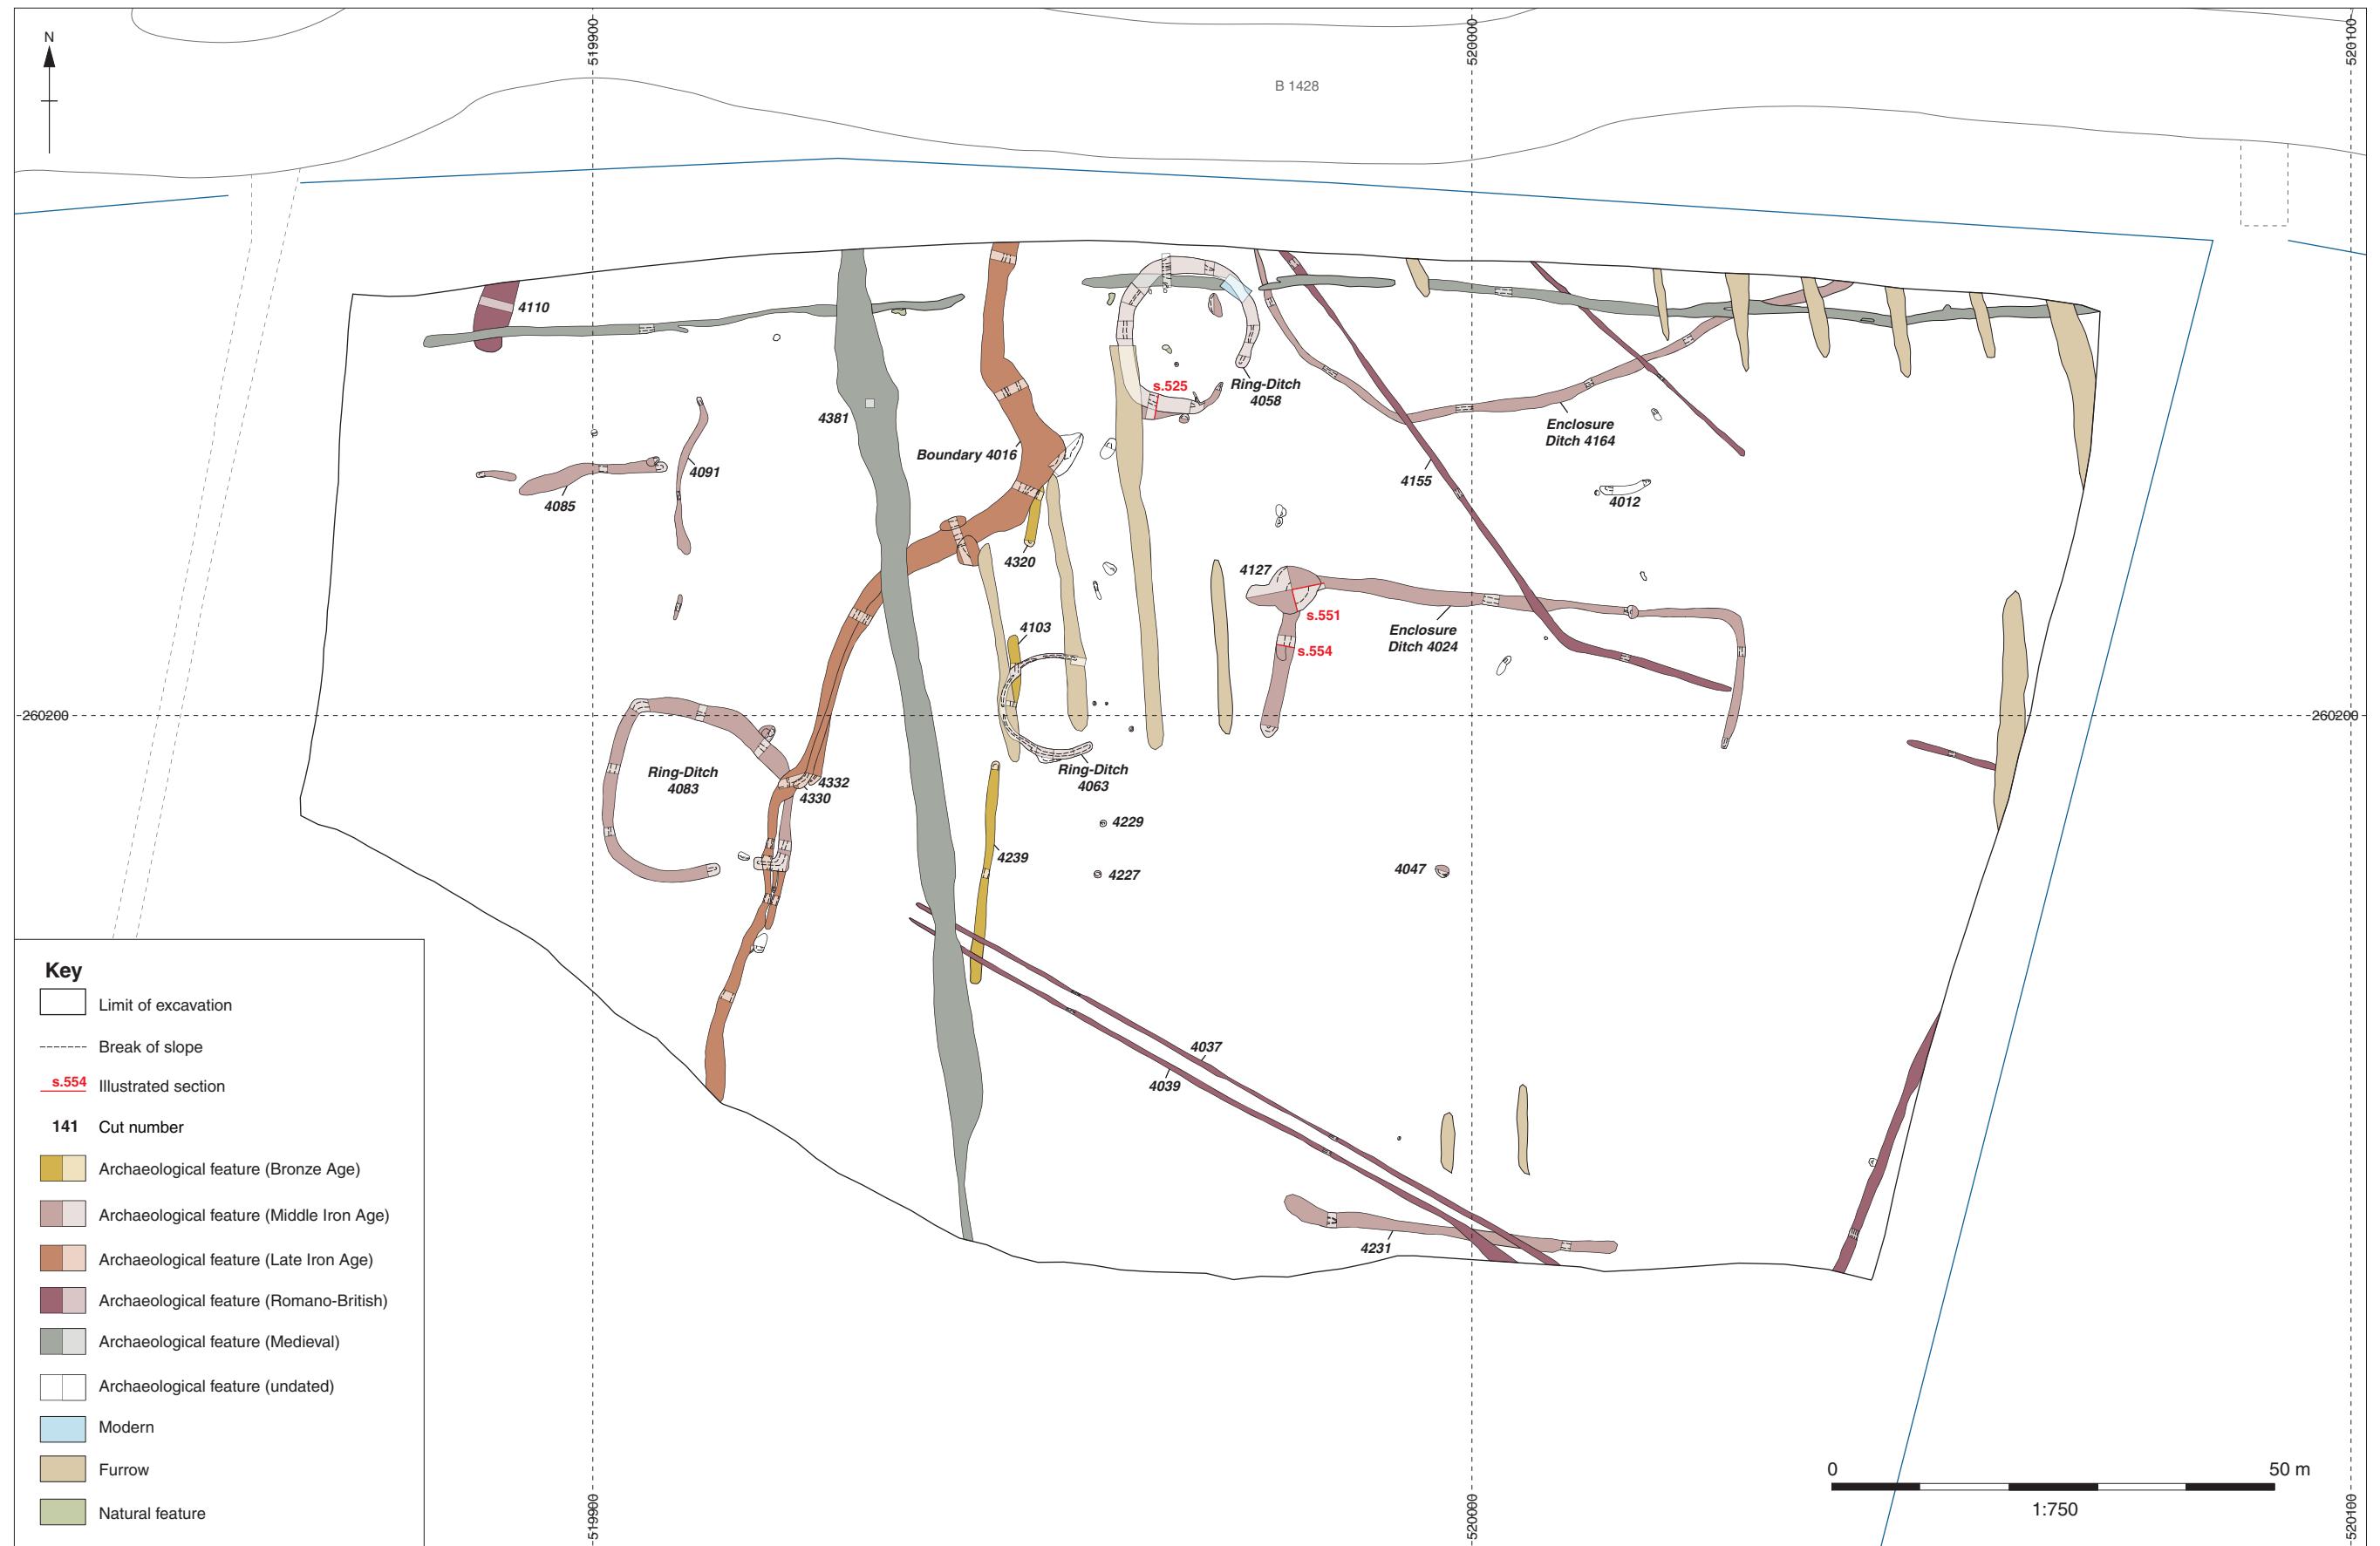 N
519900
520000
520100
B 1428
4110
4381
Boundary 4016
s.525
Ring-Ditch
4058
Enclosure
Ditch 4164
4091
4085
4155
4012
4320
4127
s.551
s.554
Enclosure
Ditch 4024
4103
260200
260200
Ring-Ditch
4083
4332
4330
Ring-Ditch
4063
4229
4239
4227
4047
4037
4039
4231
Key
Limit of excavation
Break of slope
s.554 Illustrated section
141 Cut number
Archaeological feature (Bronze Age)
Archaeological feature (Middle Iron Age)
Archaeological feature (Late Iron Age)
Archaeological feature (Romano-British)
Archaeological feature (Medieval)
Archaeological feature (undated)
Modern
Furrow
Natural feature
0 50 m
1:750
519900
520000
520100